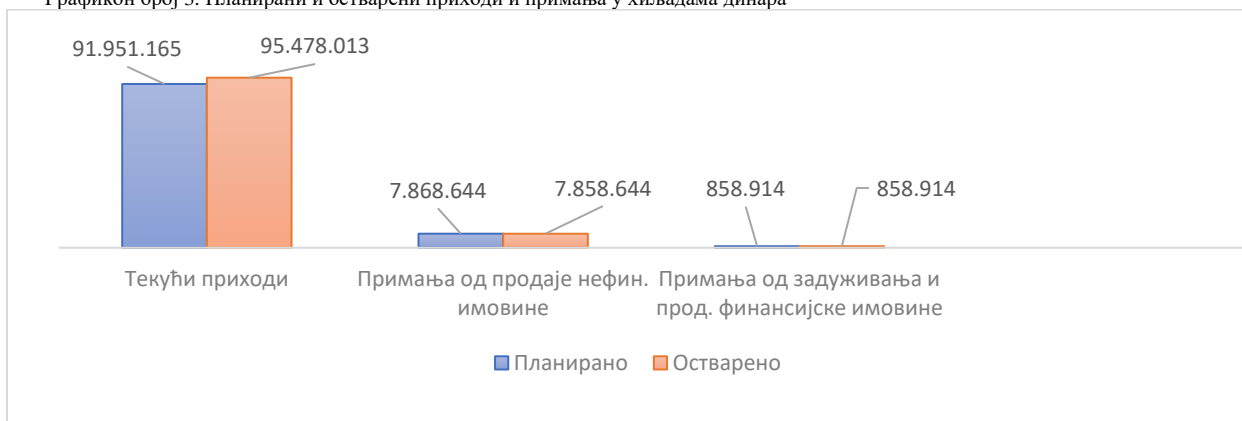 Графикон број 3. Планирани и остварени приходи и примања у хиљадама динара
91.951.165 95.478.013
7.868.644 7.858.644 858.914 858.914
Текући приходи Примања од продаје нефин. имовине Примања од задуживања и прод. финансијске имовине
Планирано Остварено